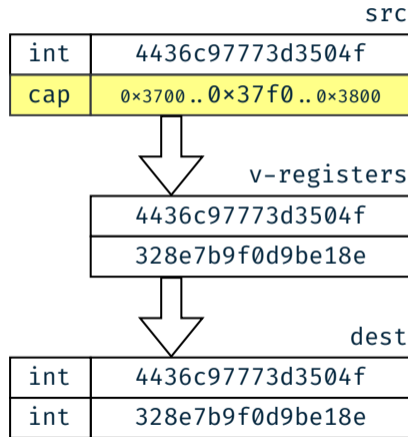 src
int 4436c97773d3504f
cap 0×3700 .. 0×37f0 .. 0×3800
v-registers
4436c97773d3504f
328e7b9f0d9be18e
dest
int 4436c97773d3504f
int 328e7b9f0d9be18e